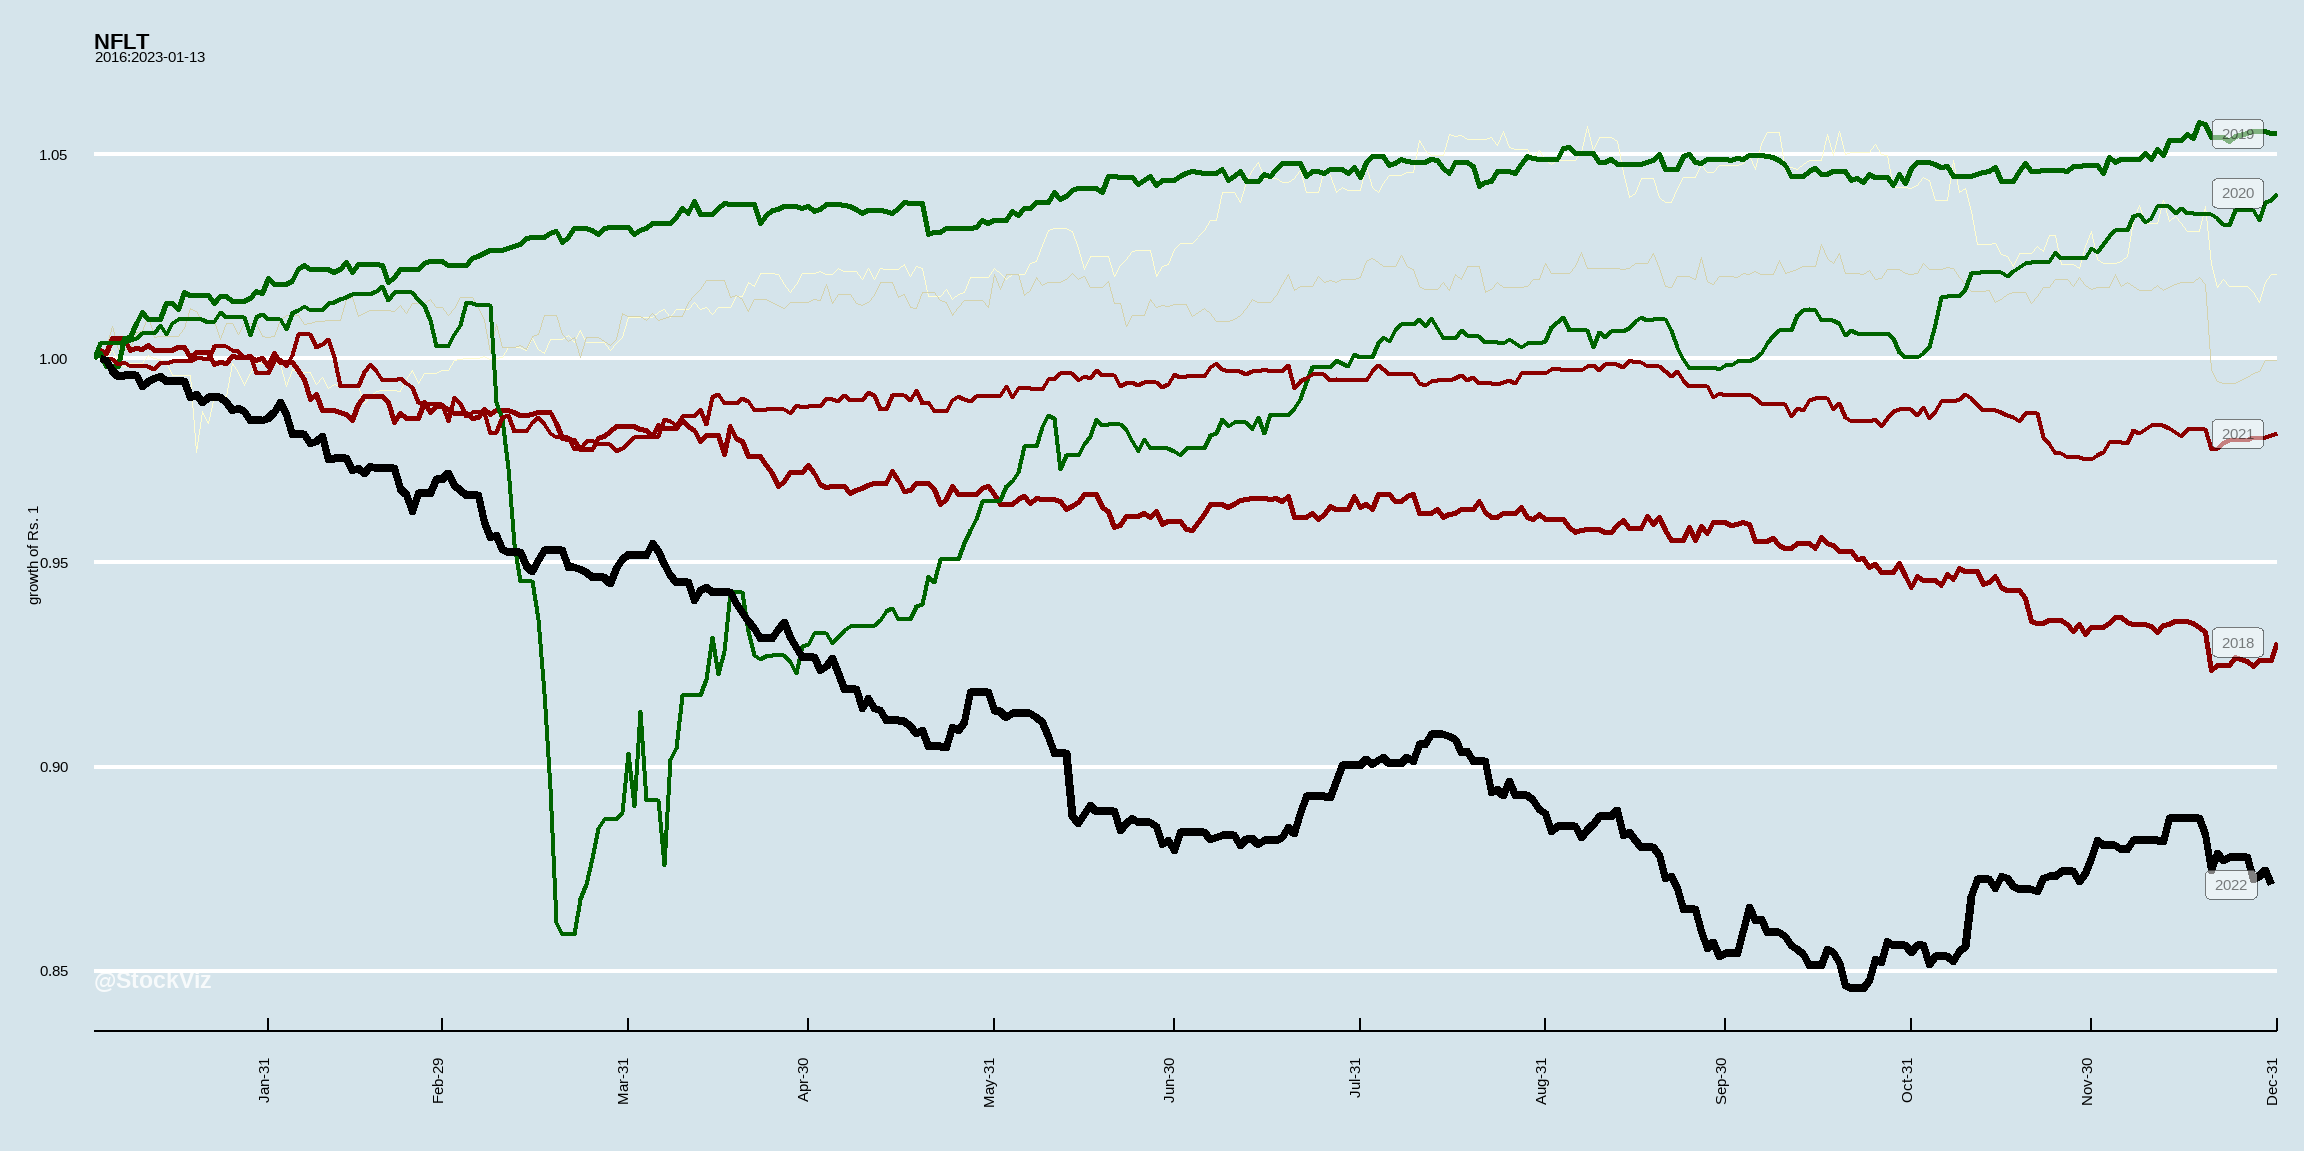 NFLT
2016:2023-01-13
growth of Rs. 1
1.05
1.00
0.95
0.90
0.85
2019
2020
2021
2018
2022
@StockViz
Jan-31
Feb-29
Mar-31
Apr-30
May-31
Jun-30
Jul-31
Aug-31
Sep-30
Oct-31
Nov-30
Dec-31